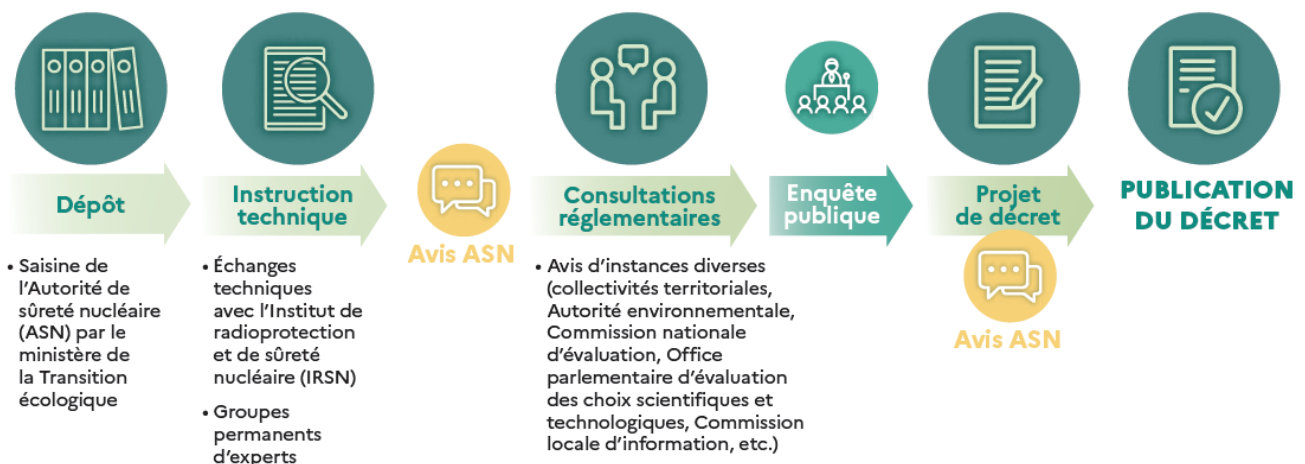 Dépôt
• Saisine de
l'Autorité de
sûreté nucléaire
(ASN) par le
ministère de
la Transition
écologique
Instruction
technique
• Échanges
techniques
avec l'Institut de
radioprotection
et de sûreté
nucléaire (IRSN)
• Groupes
permanents
d'experts
Avis ASN
Consultations
réglementaires
• Avis d'instances diverses
(collectivités territoriales,
Autorité environnementale,
Commission nationale
d'évaluation, Office
parlementaire d'évaluation
des choix scientifiques et
technologiques, Commission
locale d'information, etc.)
Enquête
publique
Projet
de décret
Avis ASN
PUBLICATION
DU DÉCRET